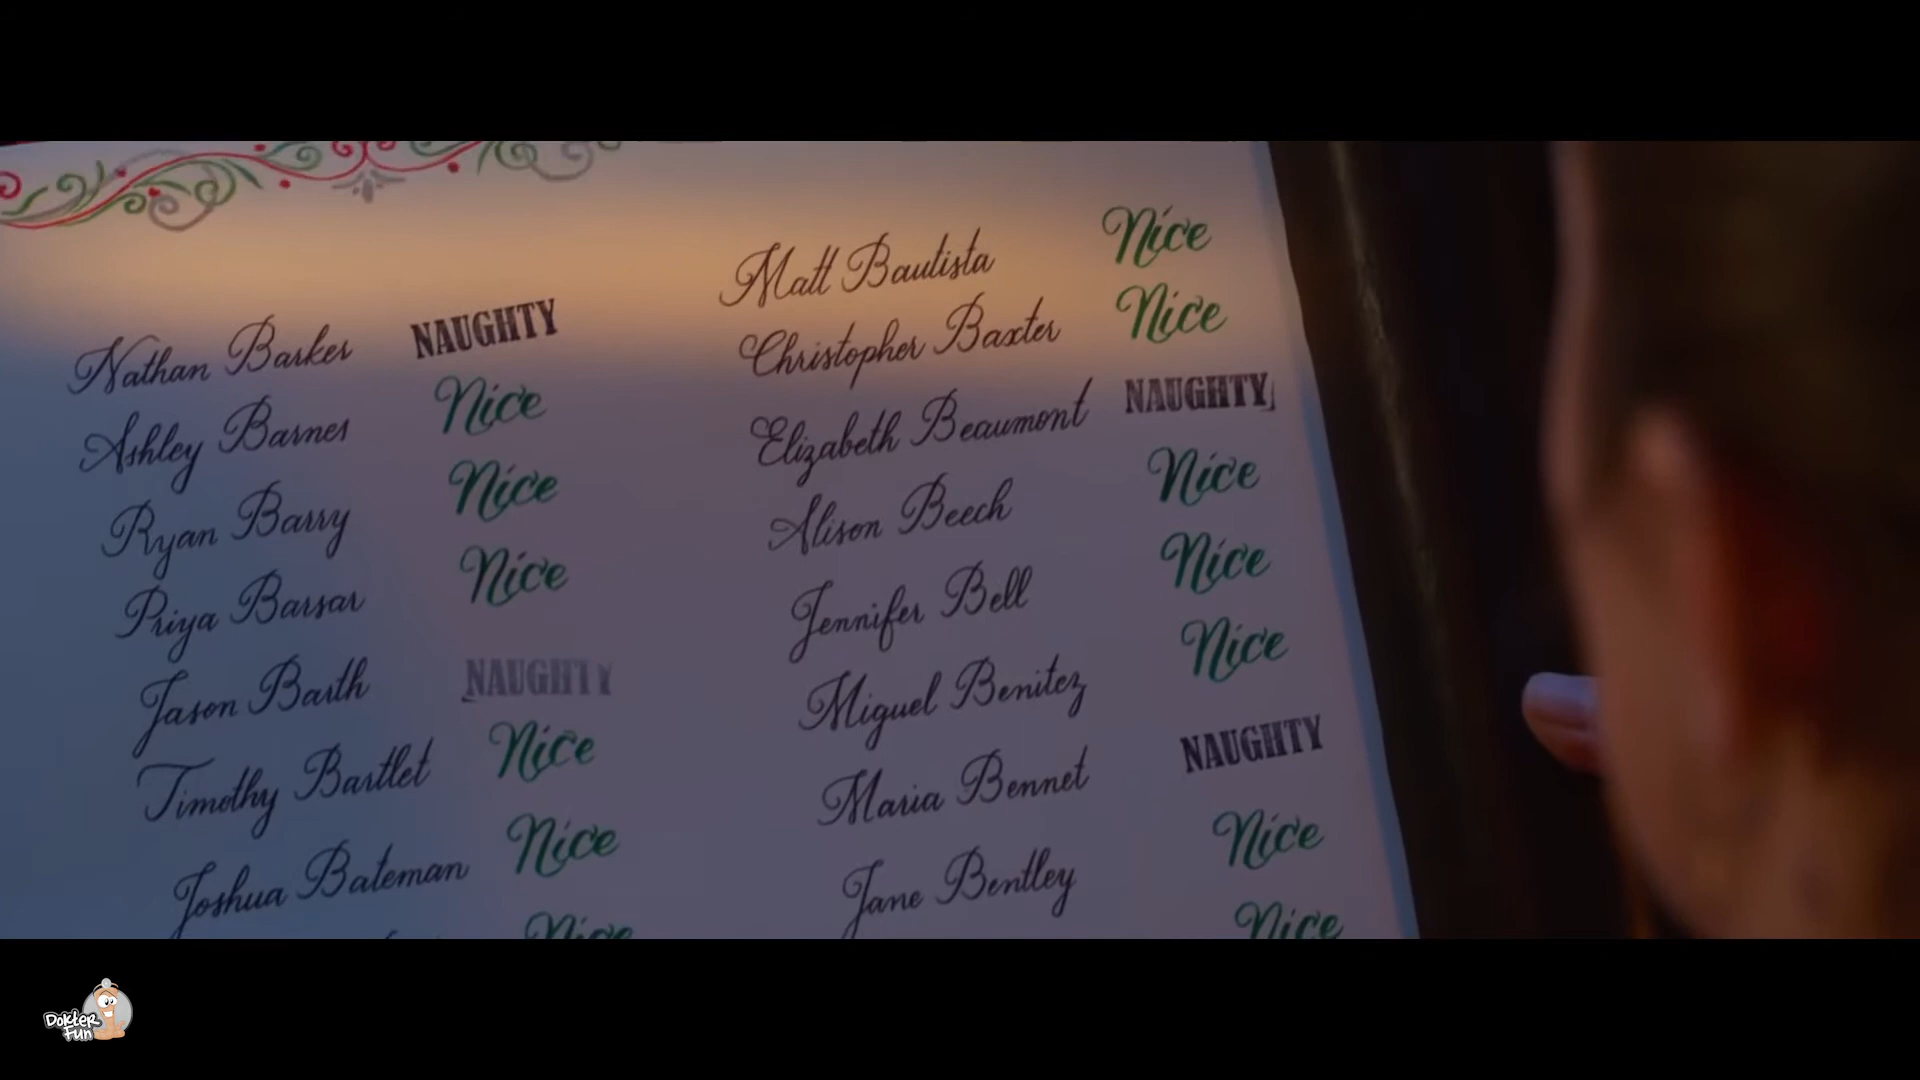 Nathan Barker NAUGHTY
Ashley Barnes Nice
Ryan Barry Nice
Priya Barsar Nice
Jason Barth NAUGHTY
Timothy Bartlet Nice
Joshua Bateman Nice
Nice
Matt Bautista Nice
Christopher Baxter Nice
Elizabeth Beaumont NAUGHTY
Alison Beech Nice
Jennifer Bell Nice
Miguel Benitez Nice
Maria Bennet NAUGHTY
Jane Bentley Nice
Nice
Dokter
Fun